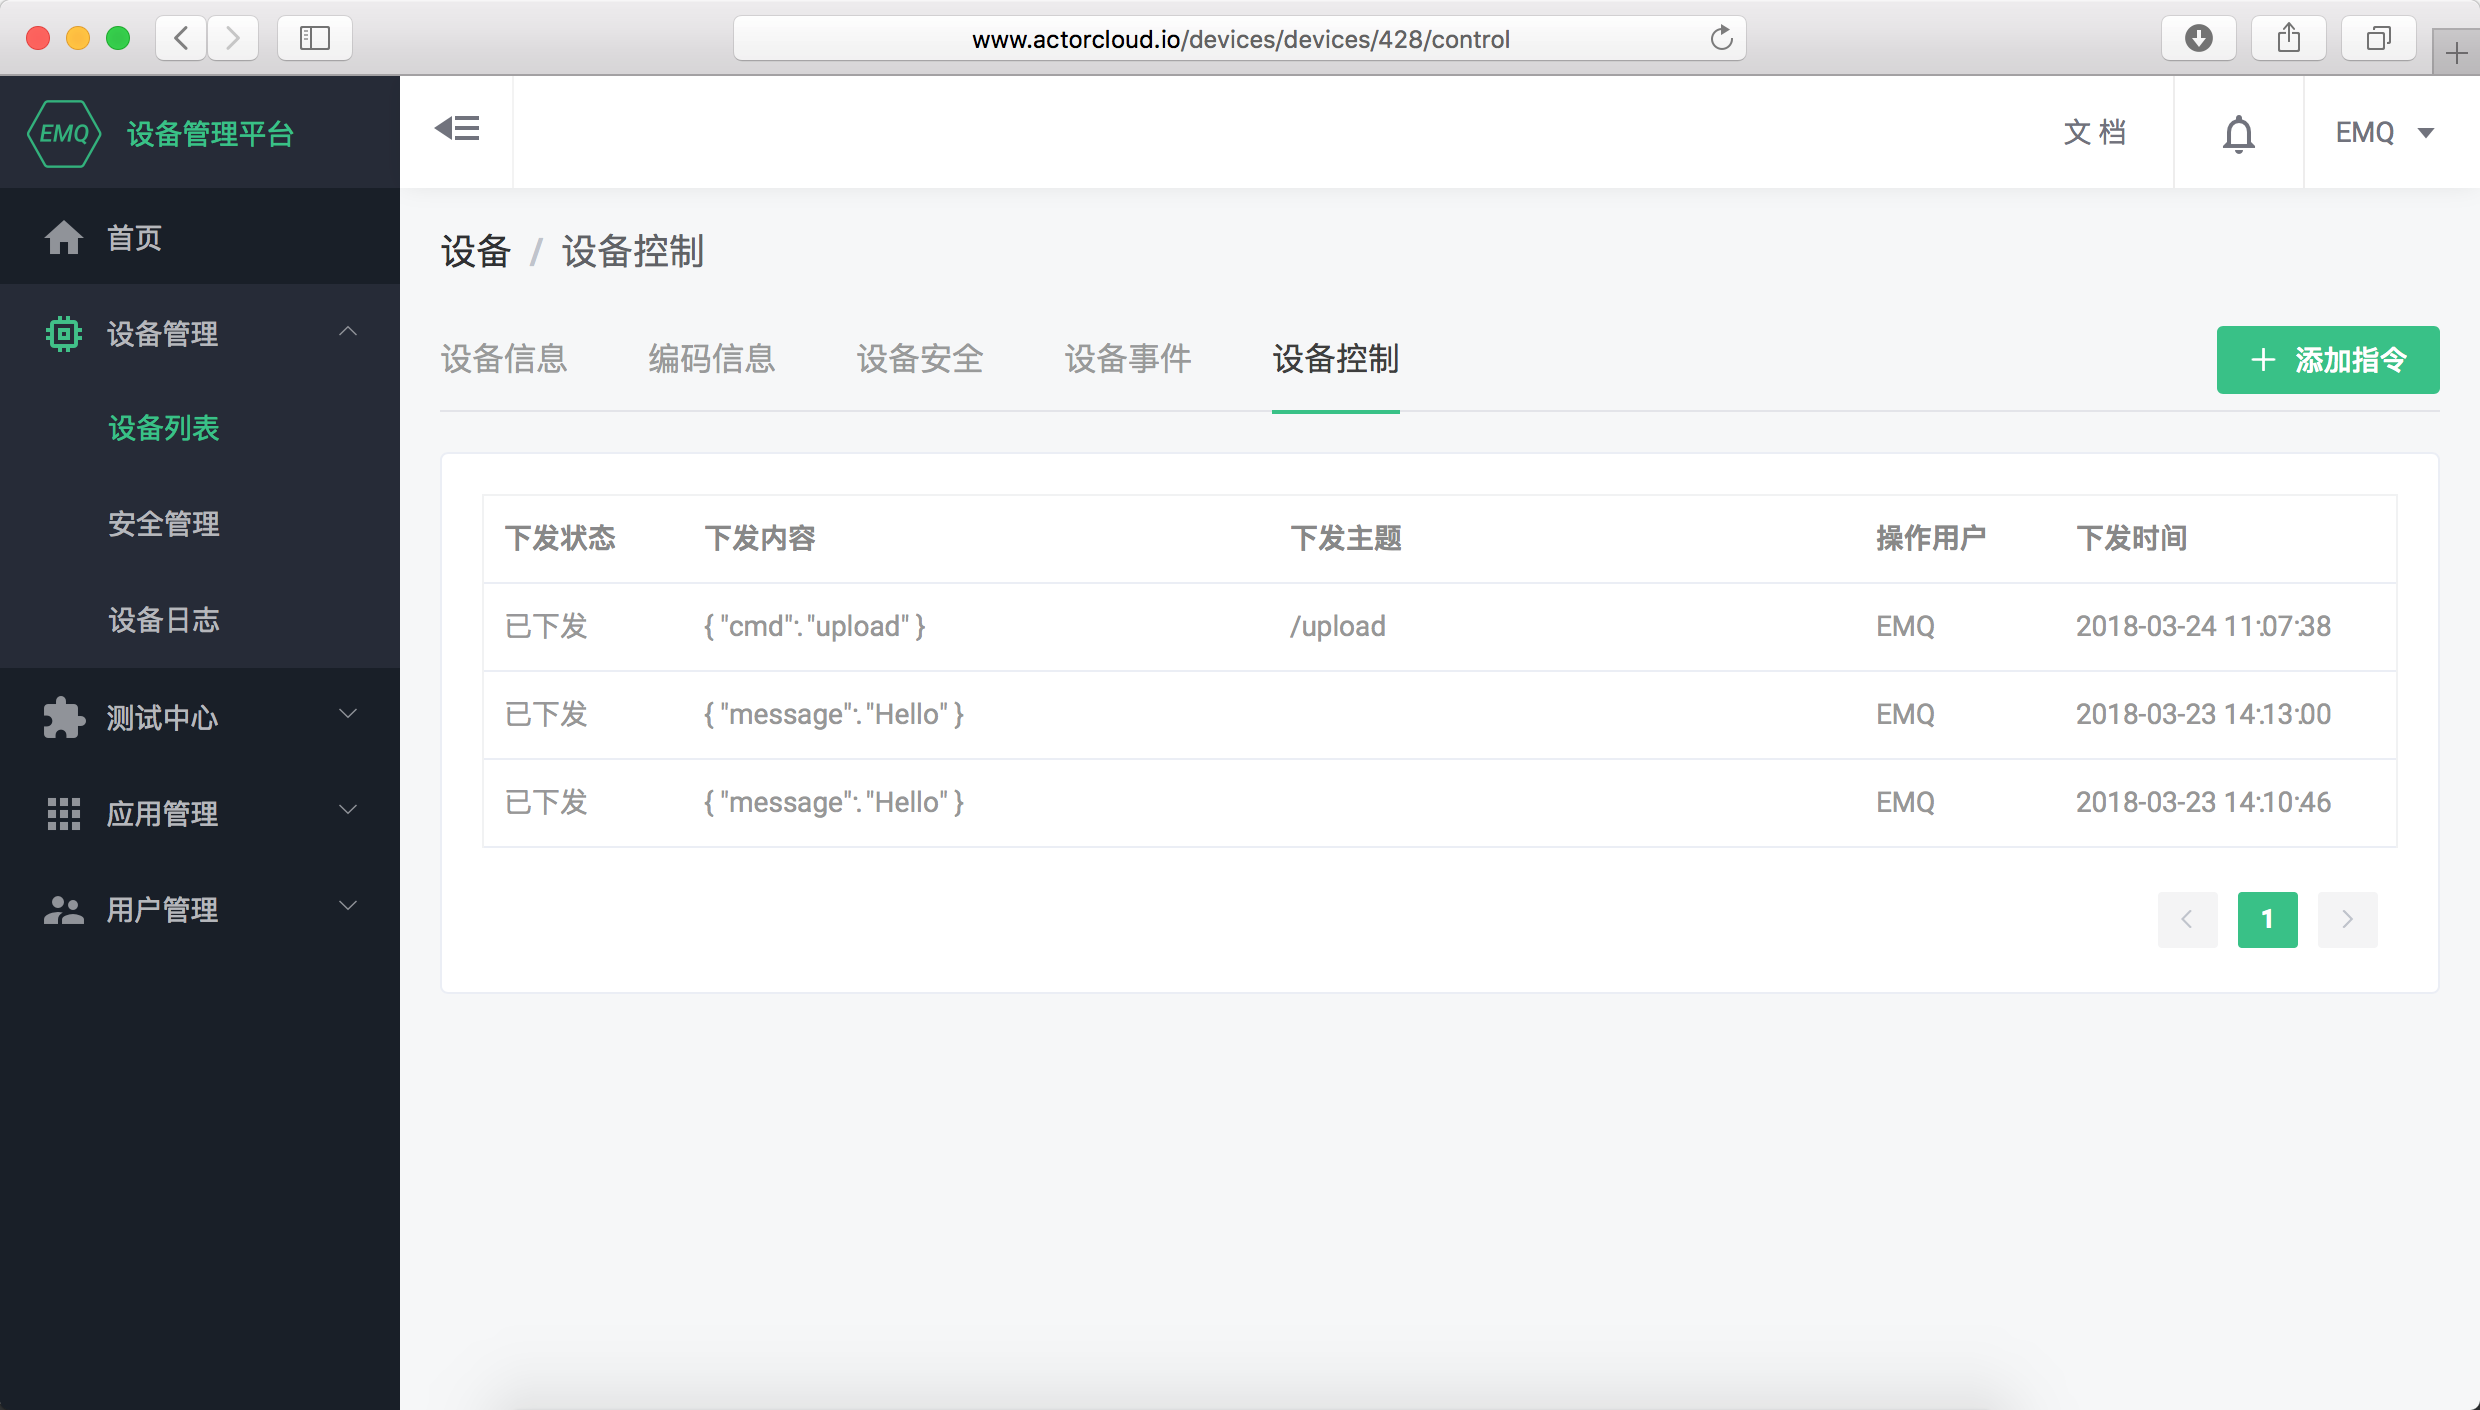 www.actorcloud.io/devices/devices/428/control
EMQ 设备管理平台
文 档
EMQ
首页
设备管理
设备列表
安全管理
设备日志
测试中心
应用管理
用户管理
设备 / 设备控制
设备信息 编码信息 设备安全 设备事件 设备控制
+ 添加指令
下发状态 下发内容 下发主题 操作用户 下发时间
已下发 { "cmd": "upload" } /upload EMQ 2018-03-24 11:07:38
已下发 { "message": "Hello" } EMQ 2018-03-23 14:13:00
已下发 { "message": "Hello" } EMQ 2018-03-23 14:10:46
1